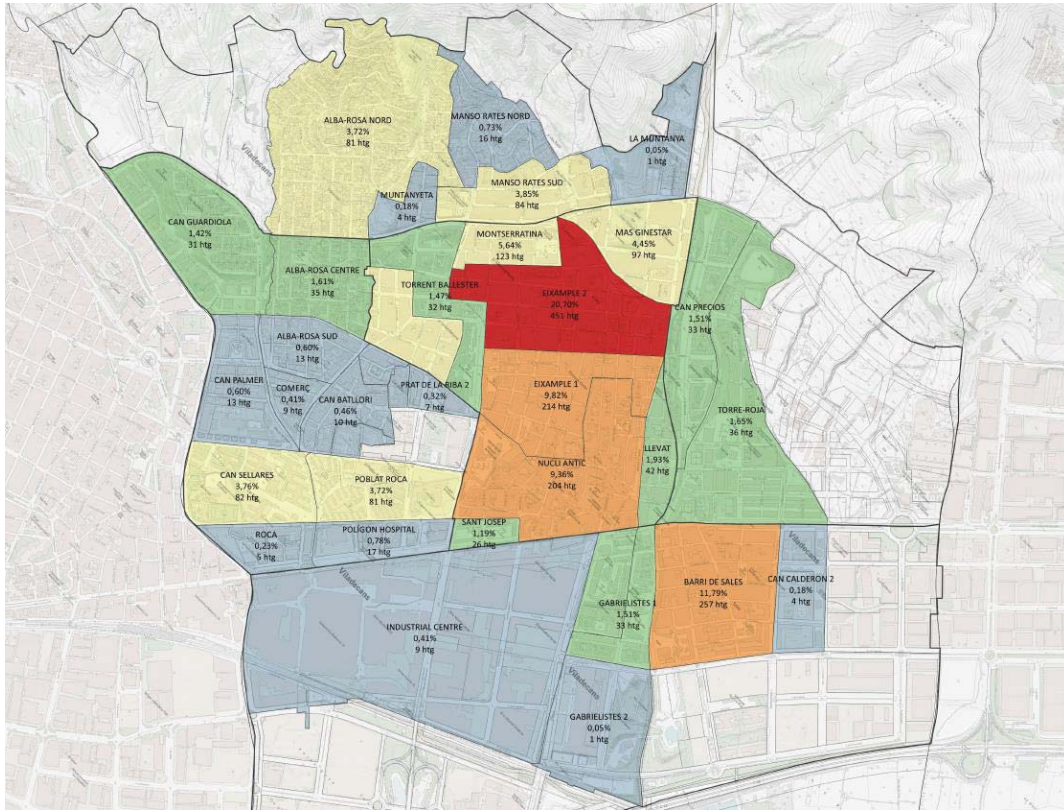 ALBA-ROSA NORD
3,72%
81 htg
MANSO RATES NORD
0,73%
16 htg
LA MUNTANYA
0,05%
1 htg
Viladecans
MUNTANYETA
0,18%
4 htg
MANSO RATES SUD
3,85%
84 htg
CAN GUARDIOLA
1,42%
31 htg
MONTSERRATINA
5,64%
123 htg
MAS GINESTAR
4,45%
97 htg
ALBA-ROSA CENTRE
1,61%
35 htg
TORRENT BALLESTER
1,47%
32 htg
EIXAMPLE 2
20,70%
451 htg
CAN PRECIOS
1,51%
33 htg
ALBA-ROSA SUD
0,60%
13 htg
CAN PALMER
0,60%
13 htg
COMERÇ
0,41%
9 htg
CAN BATLLORI
0,46%
10 htg
PRAT DE LA RIBA 2
0,32%
7 htg
EIXAMPLE 1
9,82%
214 htg
TORRE-ROJA
1,65%
36 htg
LLEVAT
1,93%
42 htg
NUCLI ANTIC
9,36%
204 htg
CAN SELLARES
3,76%
82 htg
POBLAT ROCA
3,72%
81 htg
ROCA
0,23%
5 htg
POLÍGON HOSPITAL
0,78%
17 htg
SANT JOSEP
1,19%
26 htg
Viladecans
Viladecans
GABRIELISTES 1
1,51%
33 htg
BARRI DE SALES
11,79%
257 htg
CAN CALDERON 2
0,18%
4 htg
INDUSTRIAL CENTRE
0,41%
9 htg
Viladecans
GABRIELISTES 2
0,05%
1 htg